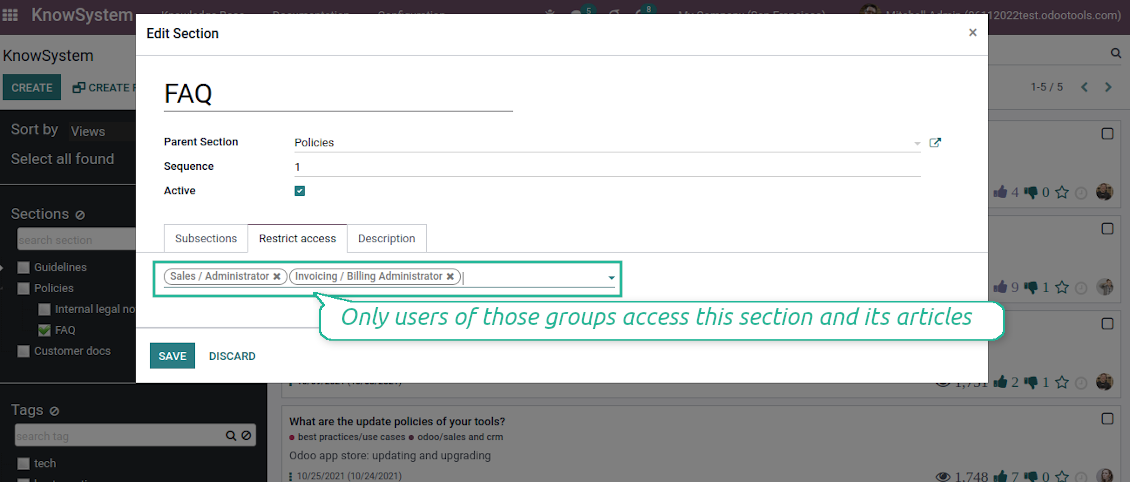 KnowSystem
5
8
06112022test.odootools.com)
Edit Section
×
KnowSystem
CREATE
CREATE
1-5 / 5
FAQ
Sort by Views
Select all found
Parent Section Policies
Sequence 1
Active
4 0
Sections
search section
Subsections Restrict access Description
Guidelines
Sales / Administrator Invoicing / Billing Administrator
Policies
9 1
Internal legal no
Only users of those groups access this section and its articles
FAQ
Customer docs
SAVE DISCARD
1,751 2 1
Tags
search tag
What are the update policies of your tools?
best practices/use cases odoo/sales and crm
Odoo app store: updating and upgrading
tech
10/25/2021 (10/24/2021)
1,748 7 0